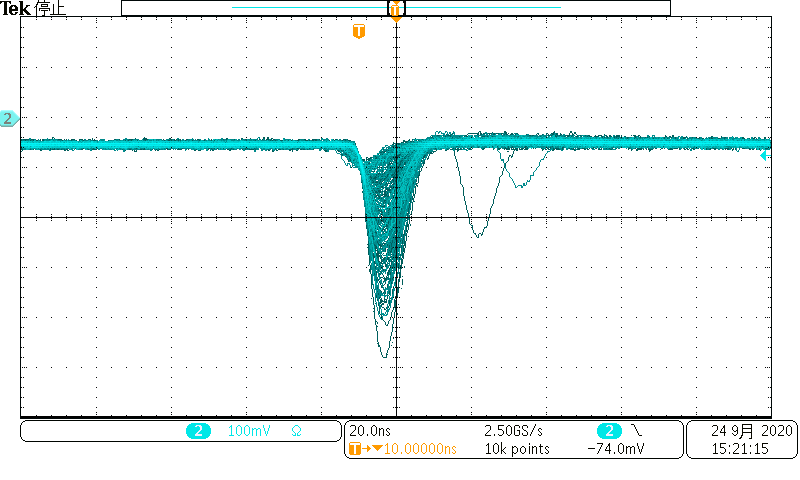 Tek 停止
T
T
2
2 100mV Ω
20.0ns 2.50GS/s 2
T→▼10.00000ns 10k points −74.0mV
24 9月 2020
15:21:15